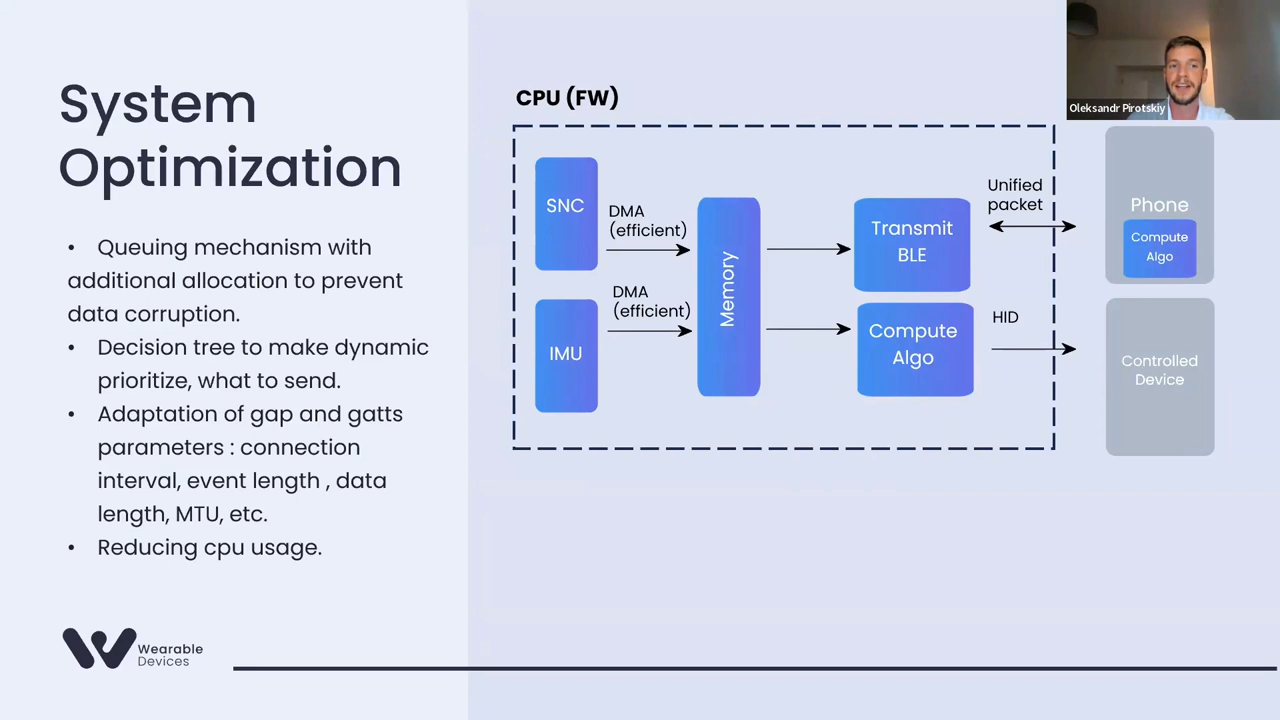 System
Optimization
• Queuing mechanism with
additional allocation to prevent
data corruption.
• Decision tree to make dynamic
prioritize, what to send.
• Adaptation of gap and gatts
parameters : connection
interval, event length , data
length, MTU, etc.
• Reducing cpu usage.
Wearable
Devices
CPU (FW)
SNC
DMA
(efficient)
IMU
DMA
(efficient)
Memory
Transmit
BLE
Compute
Algo
Unified
packet
HID
Phone
Compute
Algo
Controlled
Device
Oleksandr Pirotskiy